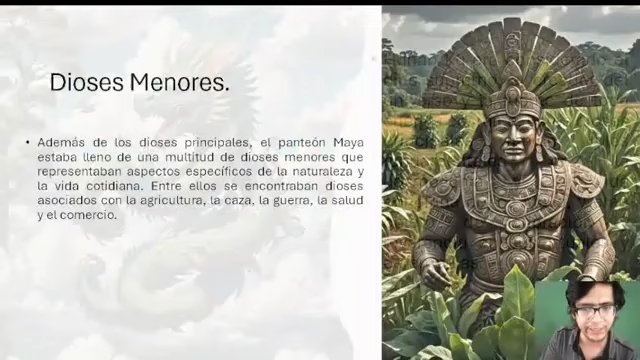 Dioses Menores.
• Además de los dioses principales, el panteón Maya
estaba lleno de una multitud de dioses menores que
representaban aspectos específicos de la naturaleza y
la vida cotidiana. Entre ellos se encontraban dioses
asociados con la agricultura, la caza, la guerra, la salud
y el comercio.